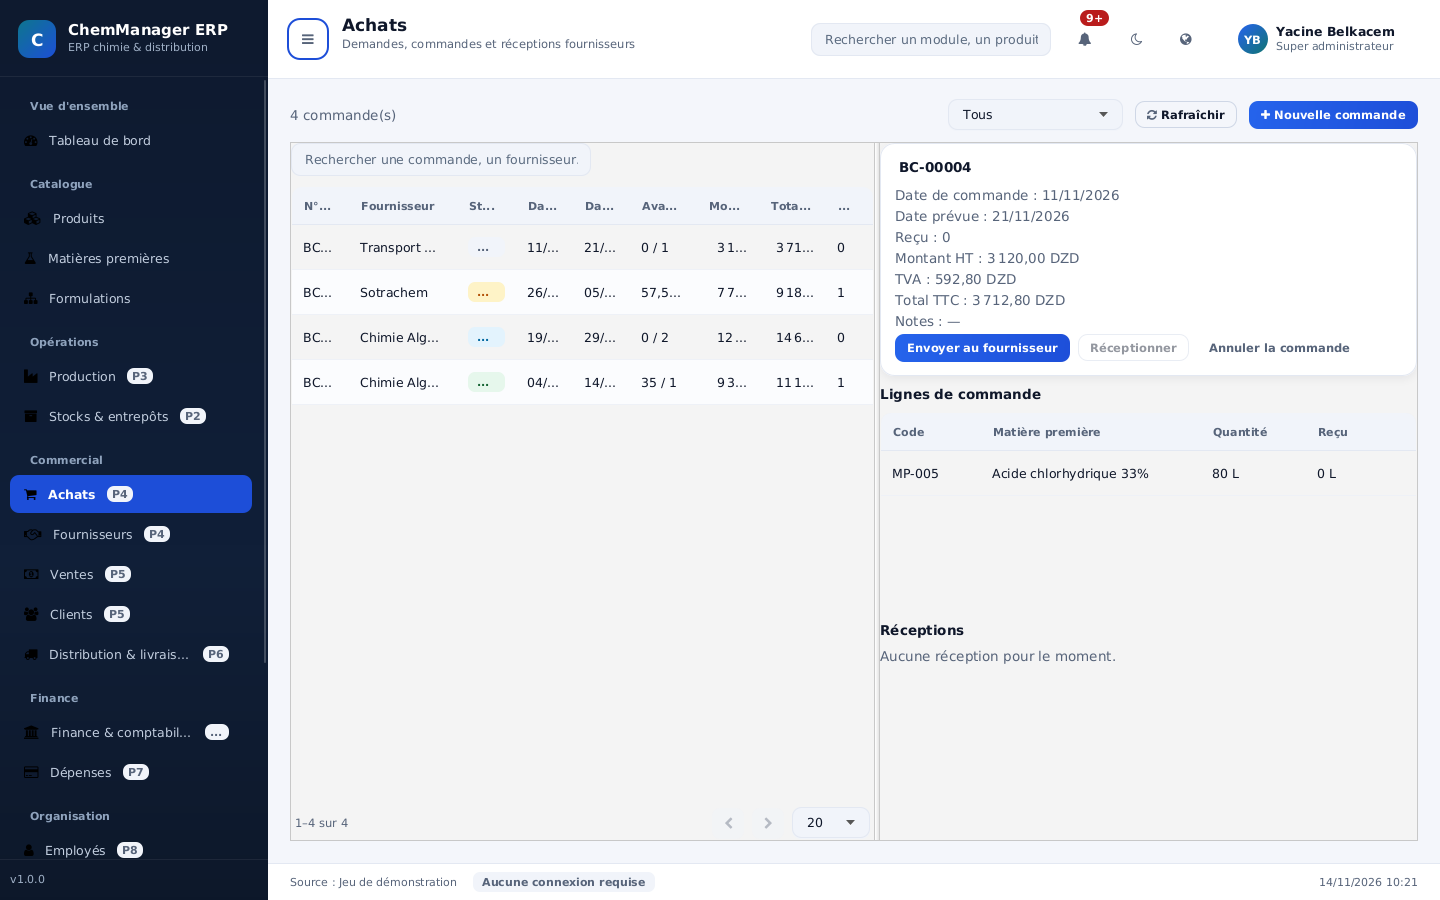 C
ChemManager ERP
ERP chimie & distribution
Vue d'ensemble
Tableau de bord
Catalogue
Produits
Matières premières
Formulations
Opérations
Production P3
Stocks & entrepôts P2
Commercial
Achats P4
Fournisseurs P4
Ventes P5
Clients P5
Distribution & livrais... P6
Finance
Finance & comptabil... ...
Dépenses P7
Organisation
Employés P8
v1.0.0
Achats
Demandes, commandes et réceptions fournisseurs
Rechercher un module, un produit
9+
YB
Yacine Belkacem
Super administrateur
4 commande(s)
Tous
Rafraîchir
Nouvelle commande
Rechercher une commande, un fournisseur.
N°... Fournisseur St... Da... Da... Ava... Mo... Tota... ...
BC... Transport ... ... 11/... 21/... 0 / 1 3 1... 3 71... 0
BC... Sotrachem ... 26/... 05/... 57,5... 7 7... 9 18... 1
BC... Chimie Alg... ... 19/... 29/... 0 / 2 12 ... 14 6... 0
BC... Chimie Alg... ... 04/... 14/... 35 / 1 9 3... 11 1... 1
1–4 sur 4
20
BC-00004
Date de commande : 11/11/2026
Date prévue : 21/11/2026
Reçu : 0
Montant HT : 3 120,00 DZD
TVA : 592,80 DZD
Total TTC : 3 712,80 DZD
Notes : —
Envoyer au fournisseur
Réceptionner
Annuler la commande
Lignes de commande
Code Matière première Quantité Reçu
MP-005 Acide chlorhydrique 33% 80 L 0 L
Réceptions
Aucune réception pour le moment.
Source : Jeu de démonstration
Aucune connexion requise
14/11/2026 10:21